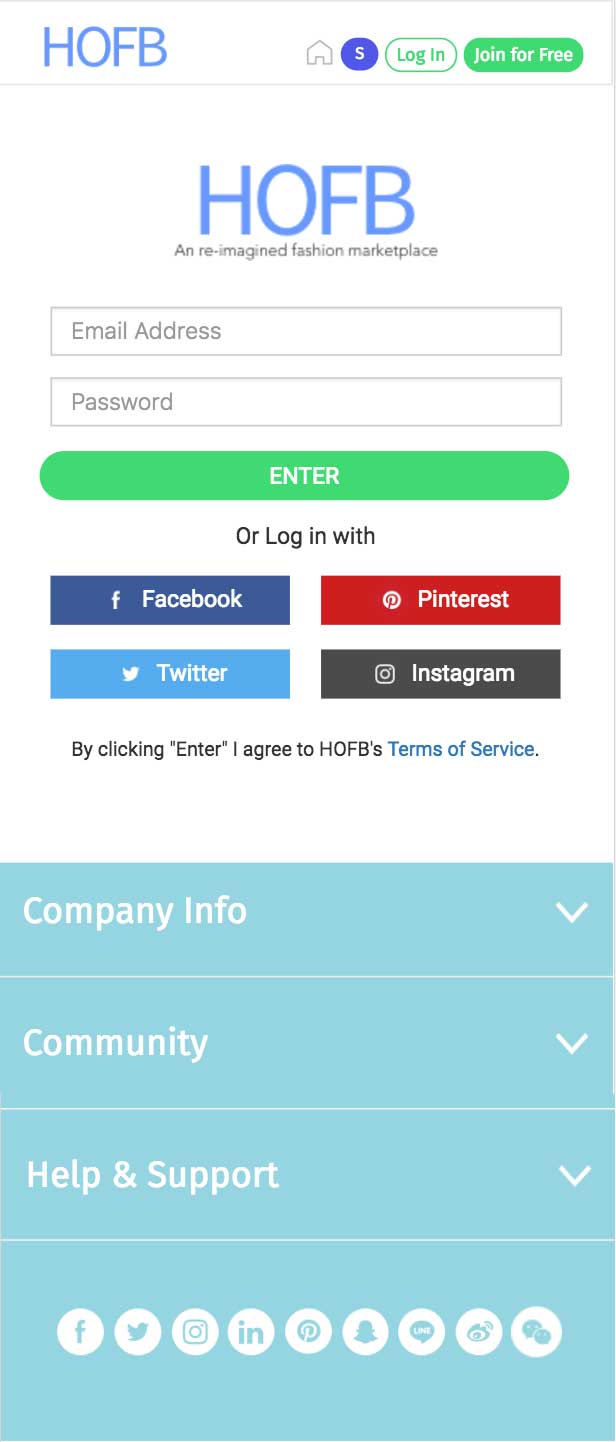 HOFB
S
Log In
Join for Free
HOFB
An re-imagined fashion marketplace
Email Address
Password
ENTER
Or Log in with
f Facebook
Pinterest
Twitter
Instagram
By clicking "Enter" I agree to HOFB's Terms of Service.
Company Info
Community
Help & Support
f in LINE